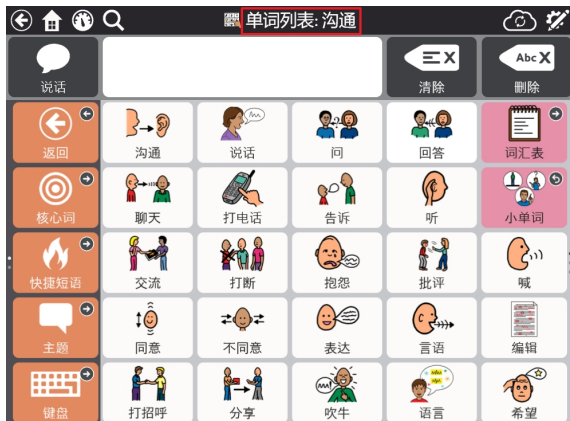 单词列表: 沟通
说话
清除
Abc X
删除
返回
沟通
说话
问
回答
词汇表
核心词
聊天
打电话
告诉
听
小单词
快捷短语
交流
打断
抱怨
批评
喊
主题
同意
不同意
表达
言语
编辑
键盘
打招呼
分享
吹牛
语言
希望